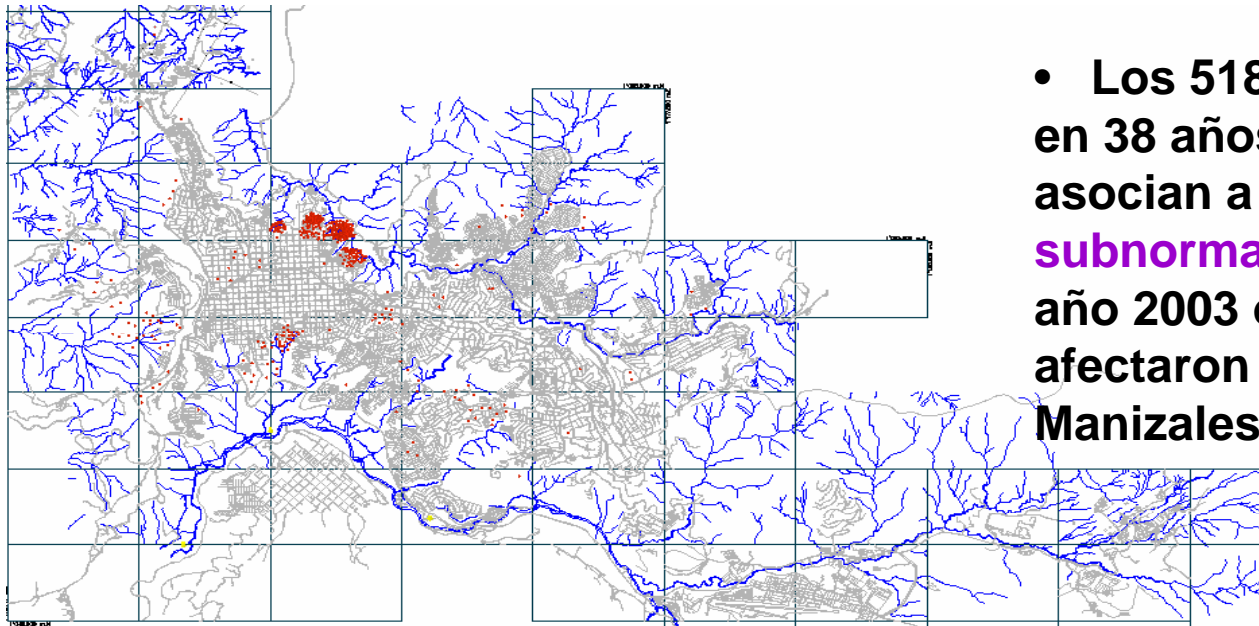 • Los 518
en 38 años
asocian a
subnorma
año 2003
afectaron
Manizales